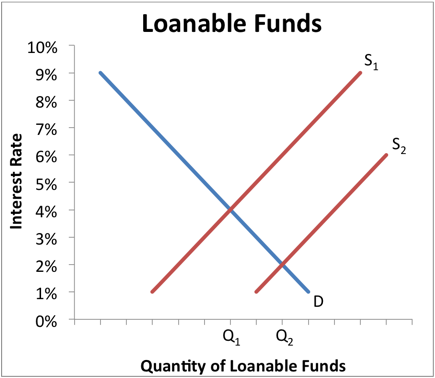 Loanable Funds
10%
9%
8%
7%
6%
5%
4%
3%
2%
1%
0%
Interest Rate
S1
S2
D
Q1
Q2
Quantity of Loanable Funds